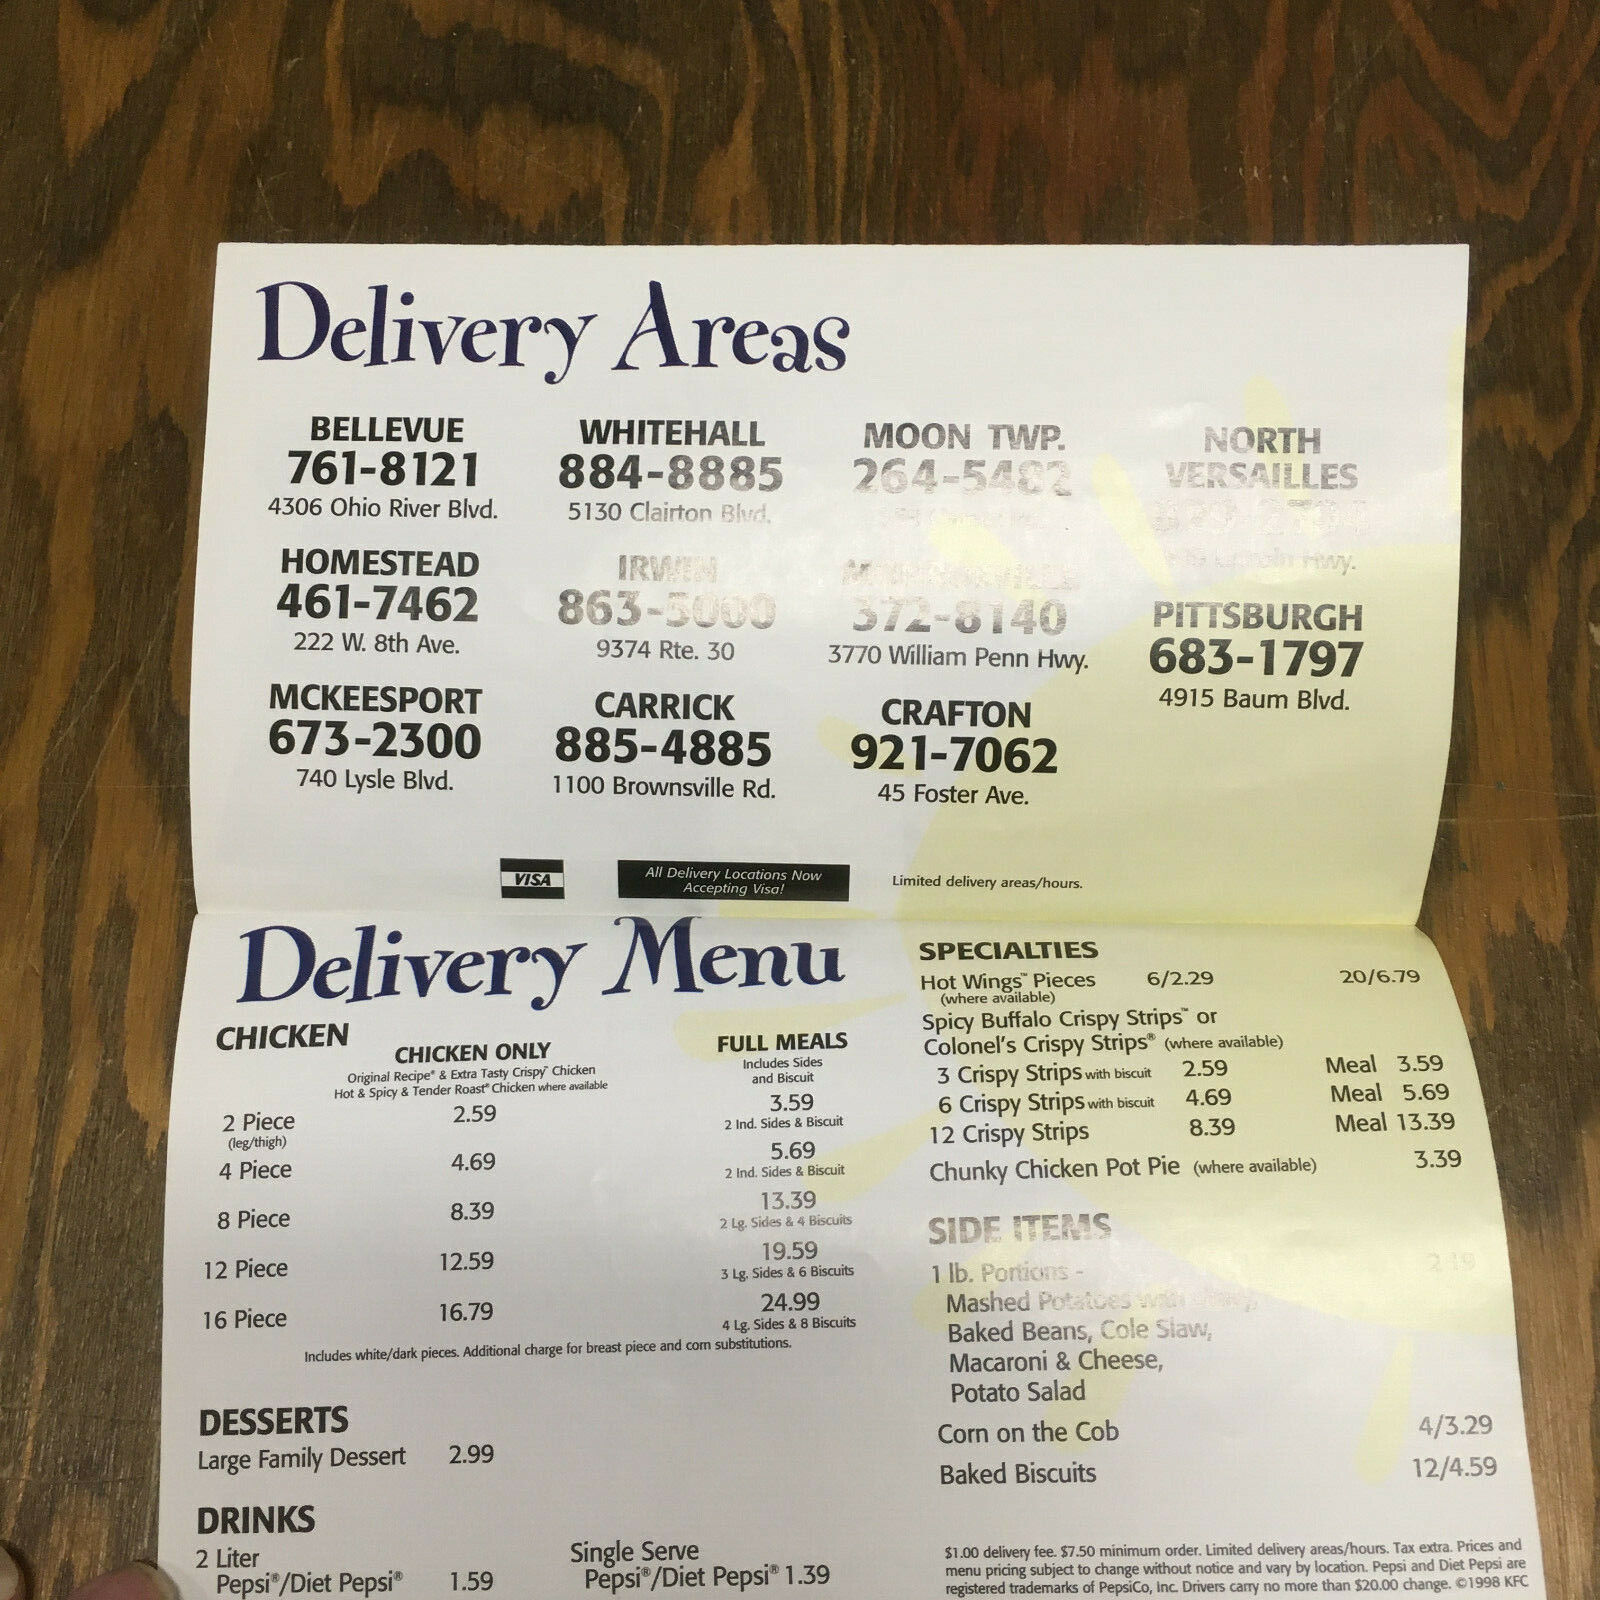 Delivery Areas
BELLEVUE
761-8121
4306 Ohio River Blvd.
HOMESTEAD
461-7462
222 W. 8th Ave.
MCKEESPORT
673-2300
740 Lysle Blvd.
WHITEHALL
884-8885
5130 Clairton Blvd.
IRWIN
863-5000
9374 Rte. 30
CARRICK
885-4885
1100 Brownsville Rd.
MOON TWP.
264-5482
372-8140
3770 William Penn Hwy.
CRAFTON
921-7062
45 Foster Ave.
NORTH
VERSAILLES
Hwy.
PITTSBURGH
683-1797
4915 Baum Blvd.
VISA
All Delivery Locations Now
Accepting Visa!
Limited delivery areas/hours.
Delivery Menu
CHICKEN
CHICKEN ONLY
Original Recipe® & Extra Tasty Crispy™ Chicken
Hot & Spicy & Tender Roast® Chicken where available
FULL MEALS
Includes Sides
and Biscuit
2 Piece 2.59 3.59
(leg/thigh) 2 Ind. Sides & Biscuit
4 Piece 4.69 5.69
2 Ind. Sides & Biscuit
8 Piece 8.39 13.39
2 Lg. Sides & 4 Biscuits
12 Piece 12.59 19.59
3 Lg. Sides & 6 Biscuits
16 Piece 16.79 24.99
4 Lg. Sides & 8 Biscuits
Includes white/dark pieces. Additional charge for breast piece and corn substitutions.
DESSERTS
Large Family Dessert 2.99
DRINKS
2 Liter
Pepsi®/Diet Pepsi® 1.59
Single Serve
Pepsi®/Diet Pepsi® 1.39
SPECIALTIES
Hot Wings™ Pieces 6/2.29 20/6.79
(where available)
Spicy Buffalo Crispy Strips™ or
Colonel's Crispy Strips® (where available)
3 Crispy Strips with biscuit 2.59 Meal 3.59
6 Crispy Strips with biscuit 4.69 Meal 5.69
12 Crispy Strips 8.39 Meal 13.39
Chunky Chicken Pot Pie (where available) 3.39
SIDE ITEMS
1 lb. Portions - 2.19
Mashed Potatoes with Gravy,
Baked Beans, Cole Slaw,
Macaroni & Cheese,
Potato Salad
Corn on the Cob 4/3.29
Baked Biscuits 12/4.59
$1.00 delivery fee. $7.50 minimum order. Limited delivery areas/hours. Tax extra. Prices and
menu pricing subject to change without notice and vary by location. Pepsi and Diet Pepsi are
registered trademarks of PepsiCo, Inc. Drivers carry no more than $20.00 change. ©1998 KFC